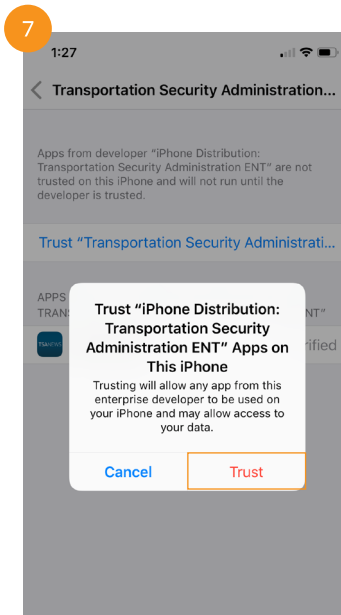 7
1:27
Transportation Security Administration...
Apps from developer “iPhone Distribution:
Transportation Security Administration ENT” are not
trusted on this iPhone and will not run until the
developer is trusted.
Trust “Transportation Security Administrati...
APPS
TRAN
NT”
Trust “iPhone Distribution:
Transportation Security
Administration ENT” Apps on
This iPhone
Trusting will allow any app from this
enterprise developer to be used on
your iPhone and may allow access to
your data.
TSANEWS
rified
Cancel
Trust